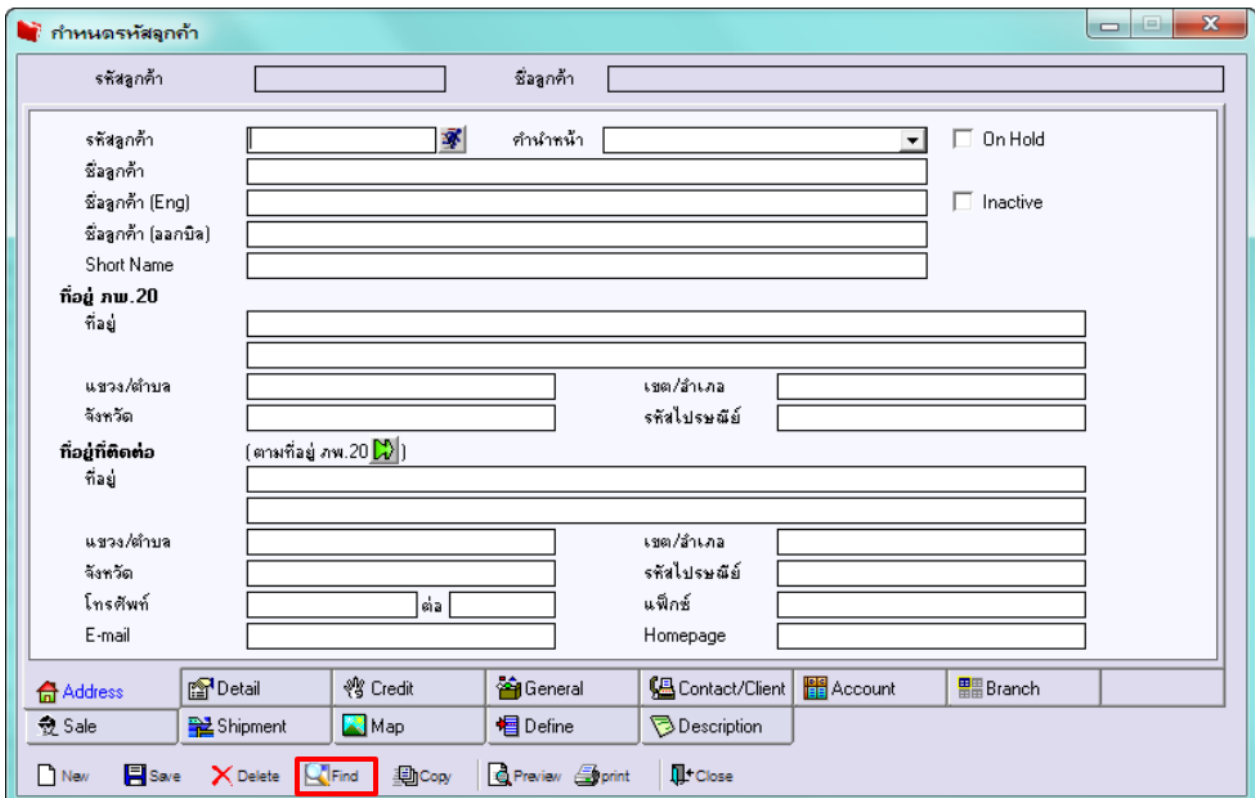 กำหนดรหัสลูกค้า
รหัสลูกค้า ชื่อลูกค้า
รหัสลูกค้า คำนำหน้า On Hold
ชื่อลูกค้า
ชื่อลูกค้า (Eng) Inactive
ชื่อลูกค้า (ออกบิล)
Short Name
ที่อยู่ ภพ.20
ที่อยู่
แขวง/ตำบล เขต/อำเภอ
จังหวัด รหัสไปรษณีย์
ที่อยู่ที่ติดต่อ (ตามที่อยู่ ภพ.20 )
ที่อยู่
แขวง/ตำบล เขต/อำเภอ
จังหวัด รหัสไปรษณีย์
โทรศัพท์ ต่อ แฟ็กซ์
E-mail Homepage
Address Detail Credit General Contact/Client Account Branch
Sale Shipment Map Define Description
New Save Delete Find Copy Preview print Close